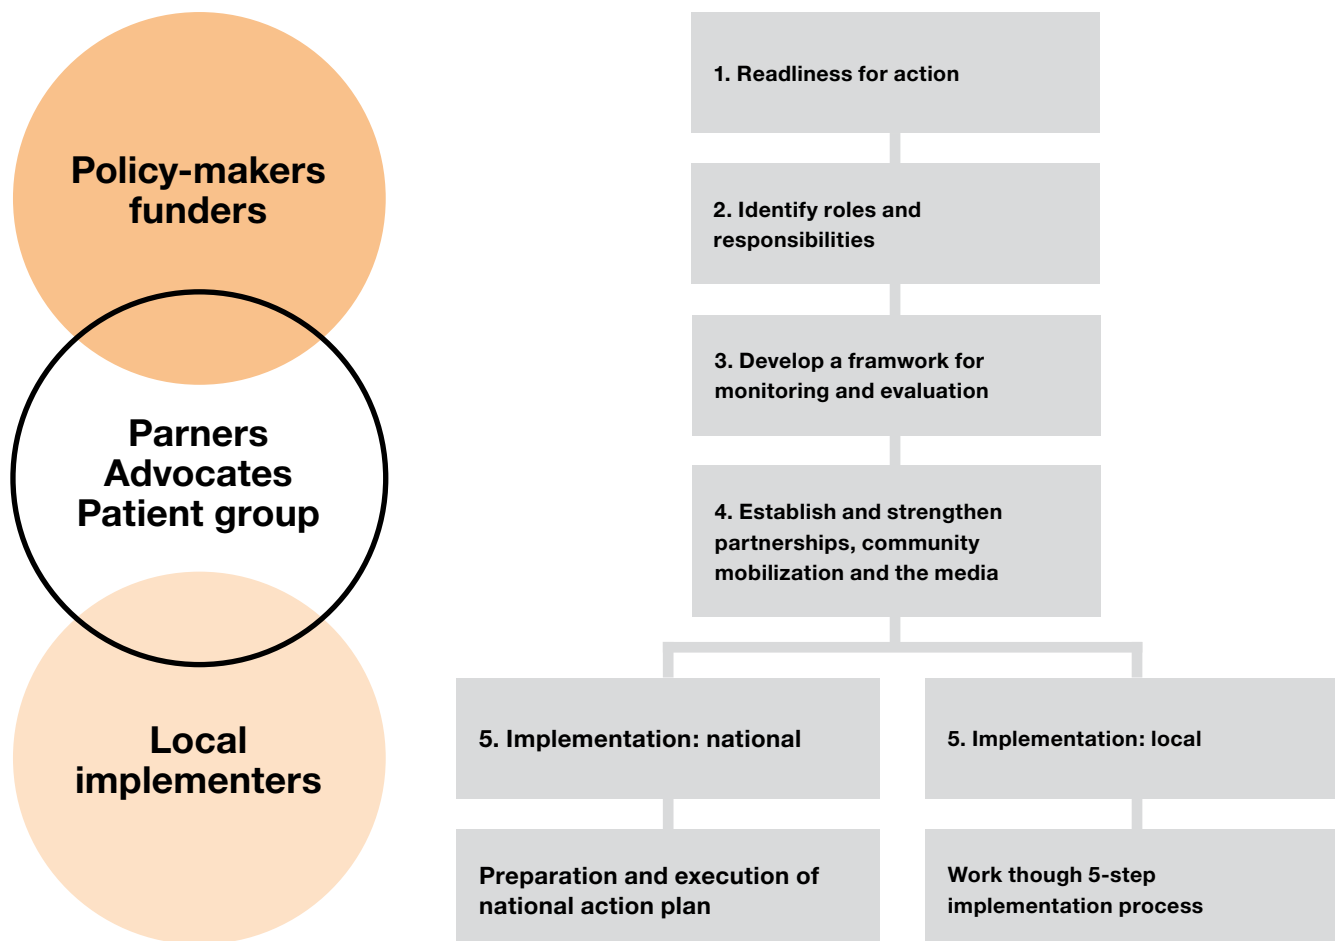 Policy-makers
funders
Parners
Advocates
Patient group
Local
implementers
1. Readliness for action
2. Identify roles and
responsibilities
3. Develop a framwork for
monitoring and evaluation
4. Establish and strengthen
partnerships, community
mobilization and the media
5. Implementation: national
5. Implementation: local
Preparation and execution of
national action plan
Work though 5-step
implementation process